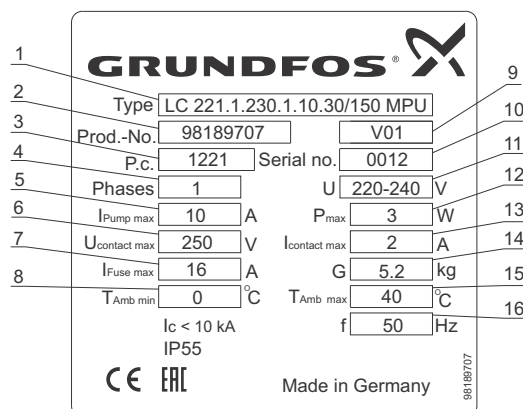 GRUNDFOS®
1 Type LC 221.1.230.1.10.30/150 MPU
2 Prod.-No. 98189707 V01 9
3 P.c. 1221 Serial no. 0012 10
4 Phases 1 U 220-240 V 11
5 IPump max 10 A Pmax 3 W 12
6 Ucontact max 250 V Icontact max 2 A 13
7 IFuse max 16 A G 5.2 kg 14
8 TAmb min 0 °C TAmb max 40 °C 15
f 50 Hz 16
Ic < 10 kA
IP55
CE EAC Made in Germany
98189707